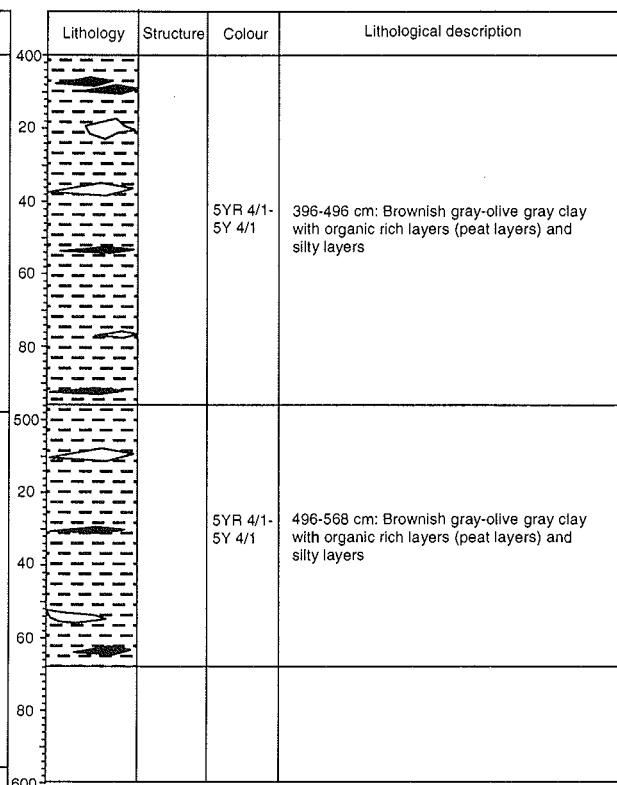 Lithology Structure Colour Lithological description
400
20
40
5YR 4/1- 396-496 cm: Brownish gray-olive gray clay
5Y 4/1 with organic rich layers (peat layers) and
silty layers
60
80
500
20
5YR 4/1- 496-568 cm: Brownish gray-olive gray clay
5Y 4/1 with organic rich layers (peat layers) and
silty layers
40
60
80
600